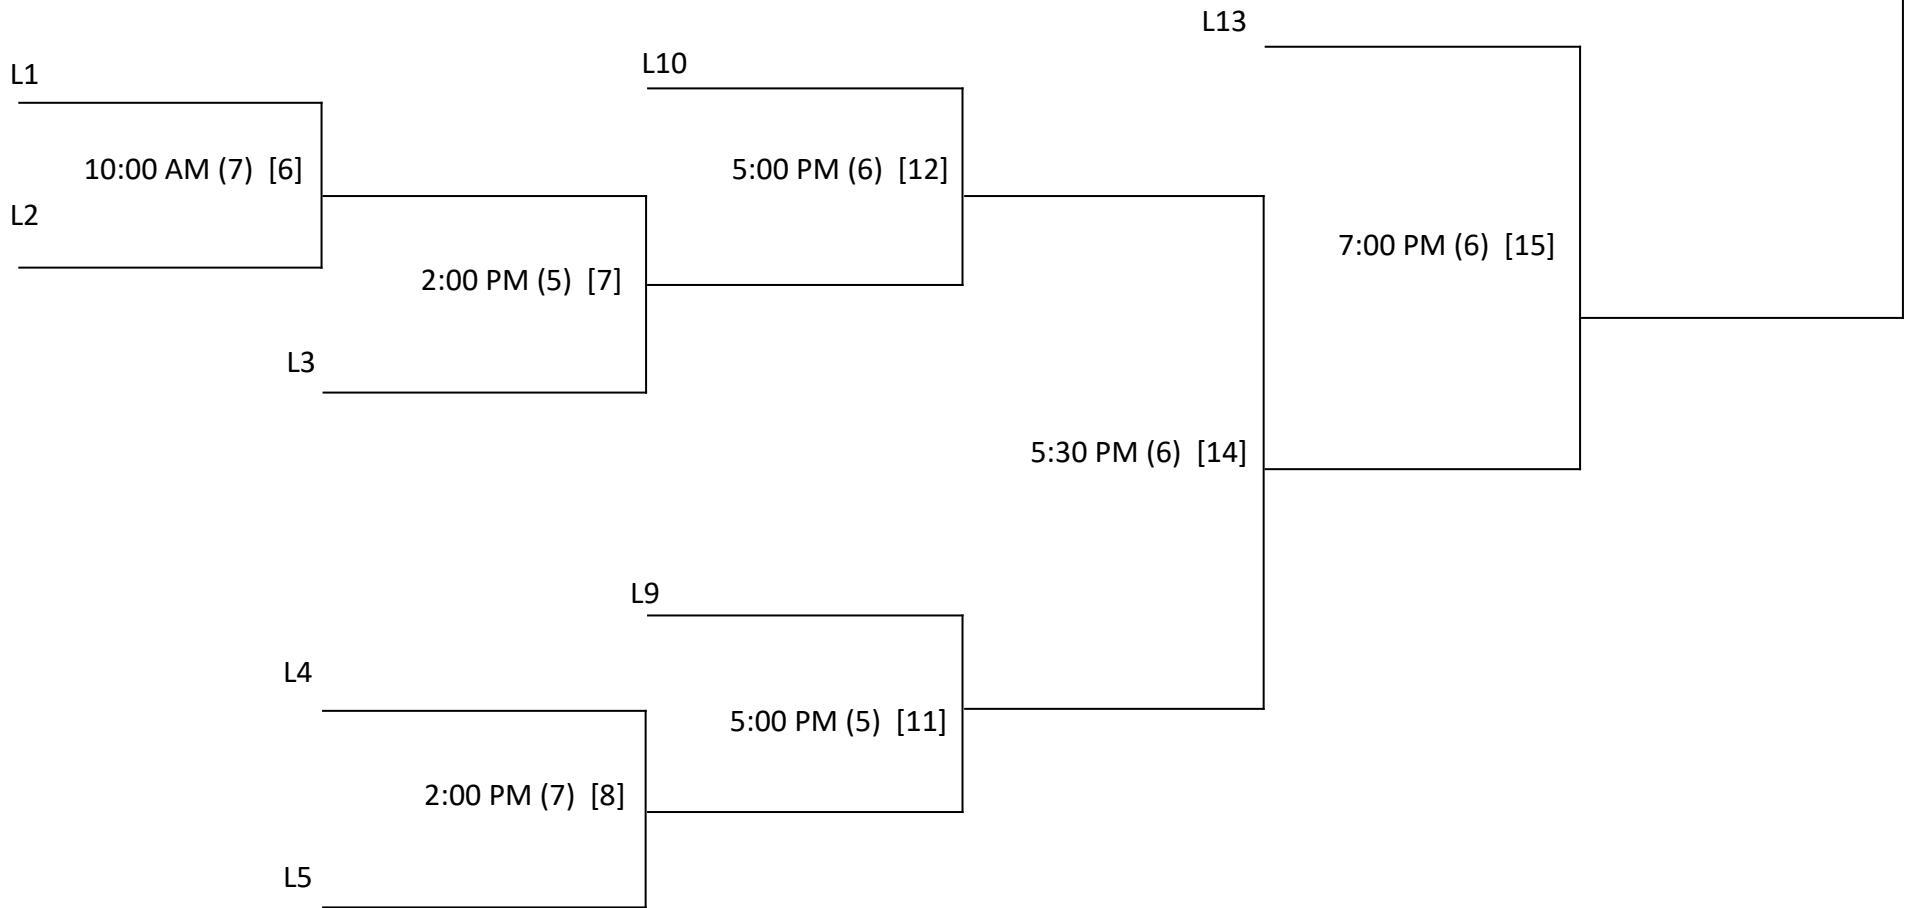 L13
L10
L1
10:00 AM (7) [6]
5:00 PM (6) [12]
L2
7:00 PM (6) [15]
2:00 PM (5) [7]
L3
5:30 PM (6) [14]
L9
L4
5:00 PM (5) [11]
2:00 PM (7) [8]
L5